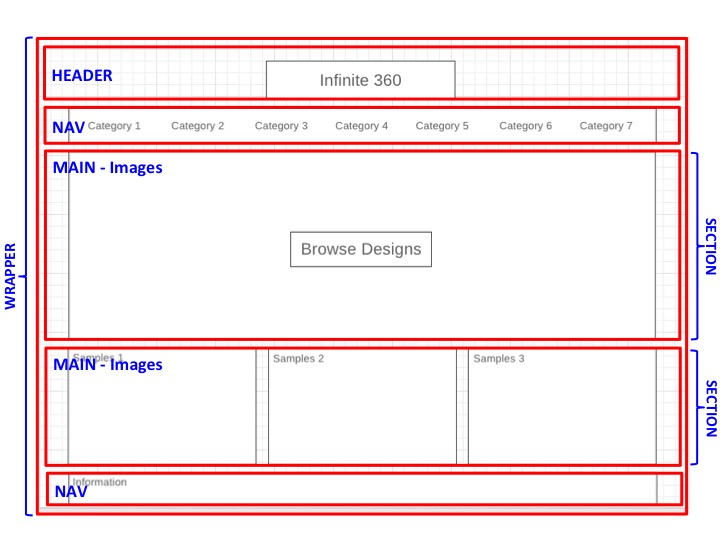 HEADER
Infinite 360
NAV
Category 1
Category 2
Category 3
Category 4
Category 5
Category 6
Category 7
MAIN - Images
Browse Designs
SECTION
WRAPPER
Samples 1
MAIN - Images
Samples 2
Samples 3
SECTION
Information
NAV